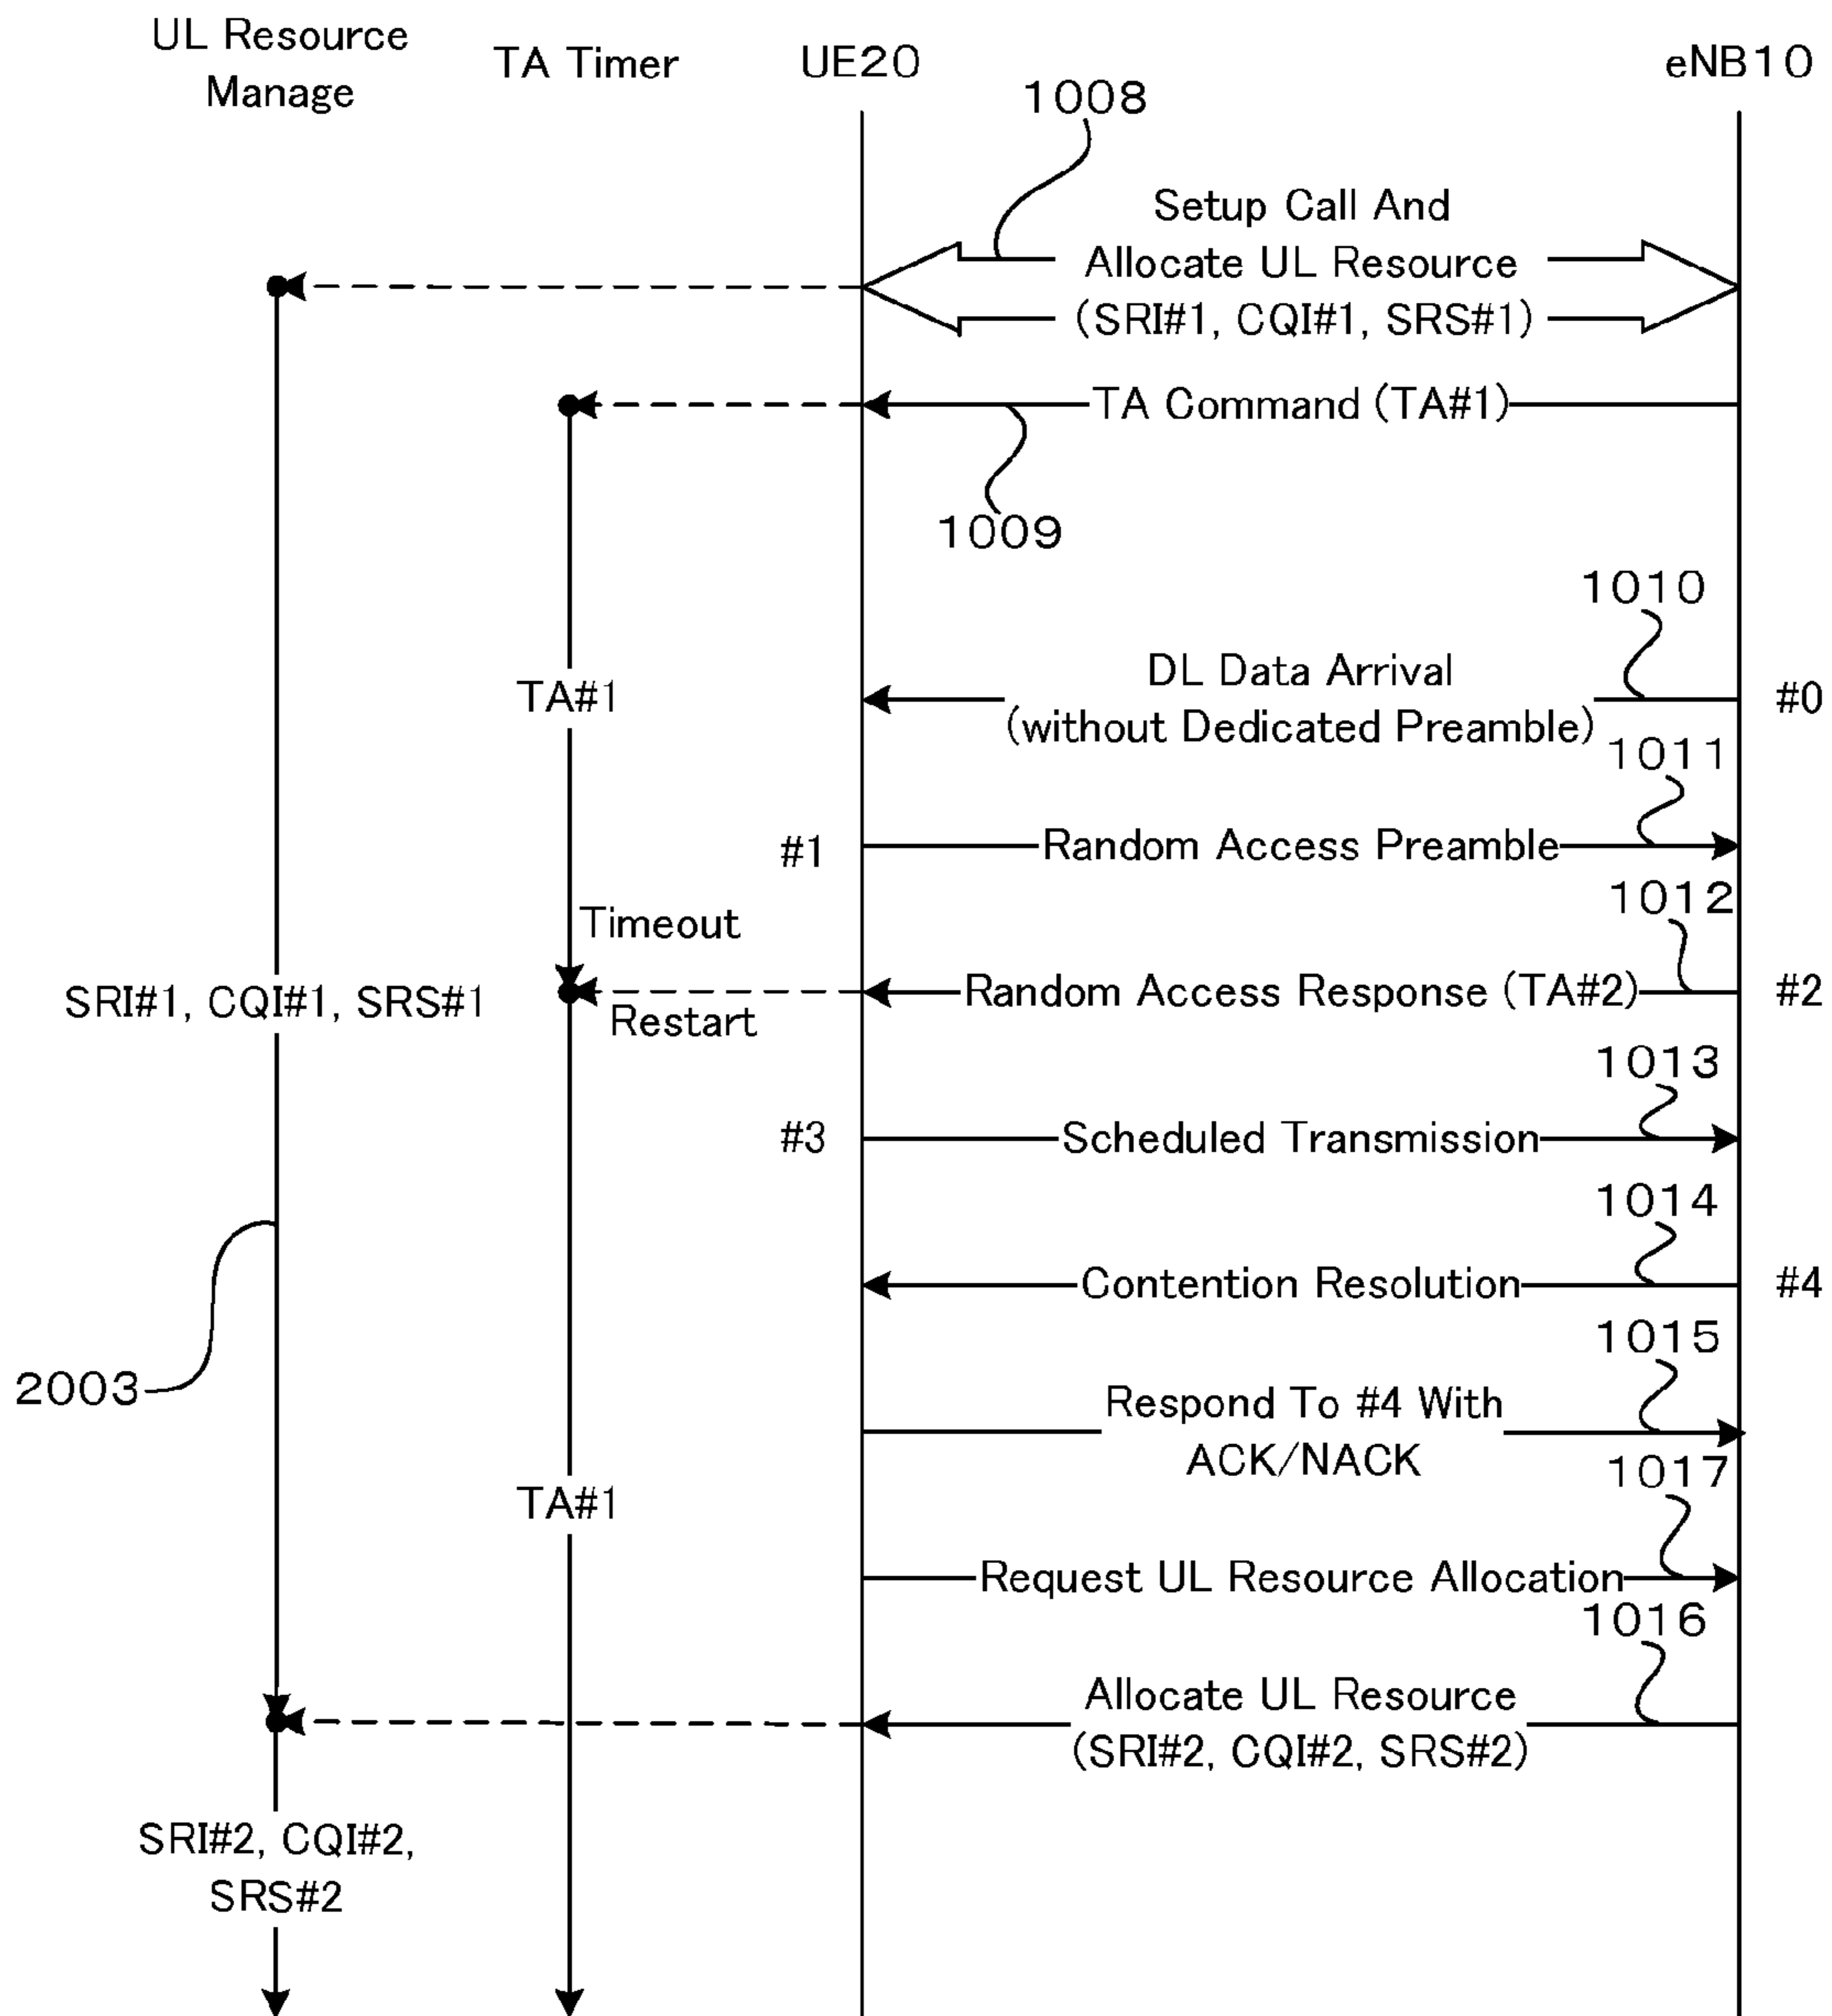 UL Resource
Manage
TA Timer
UE20
eNB10
1008
Setup Call And
Allocate UL Resource
(SRI#1, CQI#1, SRS#1)
TA Command (TA#1)
1009
1010
DL Data Arrival
(without Dedicated Preamble)
#0
TA#1
1011
#1
Random Access Preamble
1012
Timeout
SRI#1, CQI#1, SRS#1
Restart
Random Access Response (TA#2)
#2
1013
#3
Scheduled Transmission
1014
2003
Contention Resolution
#4
1015
Respond To #4 With
ACK/NACK
1017
TA#1
Request UL Resource Allocation
1016
Allocate UL Resource
(SRI#2, CQI#2, SRS#2)
SRI#2, CQI#2,
SRS#2